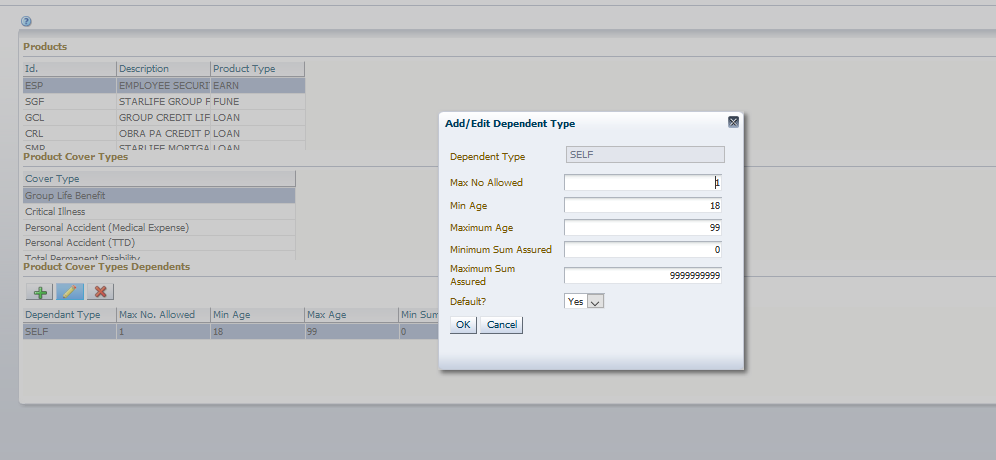 Products
Id. Description Product Type
ESP EMPLOYEE SECURI EARN
SGF STARLIFE GROUP F FUNE
GCL GROUP CREDIT LIF LOAN
CRL OBRA PA CREDIT P LOAN
SMP STARLIFE MORTGA LOAN
Product Cover Types
Cover Type
Group Life Benefit
Critical Illness
Personal Accident (Medical Expense)
Personal Accident (TTD)
Total Permanent Disability
Product Cover Types Dependents
Dependant Type Max No. Allowed Min Age Max Age Min Sum
SELF 1 18 99 0
Add/Edit Dependent Type
Dependent Type SELF
Max No Allowed 1
Min Age 18
Maximum Age 99
Minimum Sum Assured 0
Maximum Sum
Assured 9999999999
Default? Yes
OK Cancel